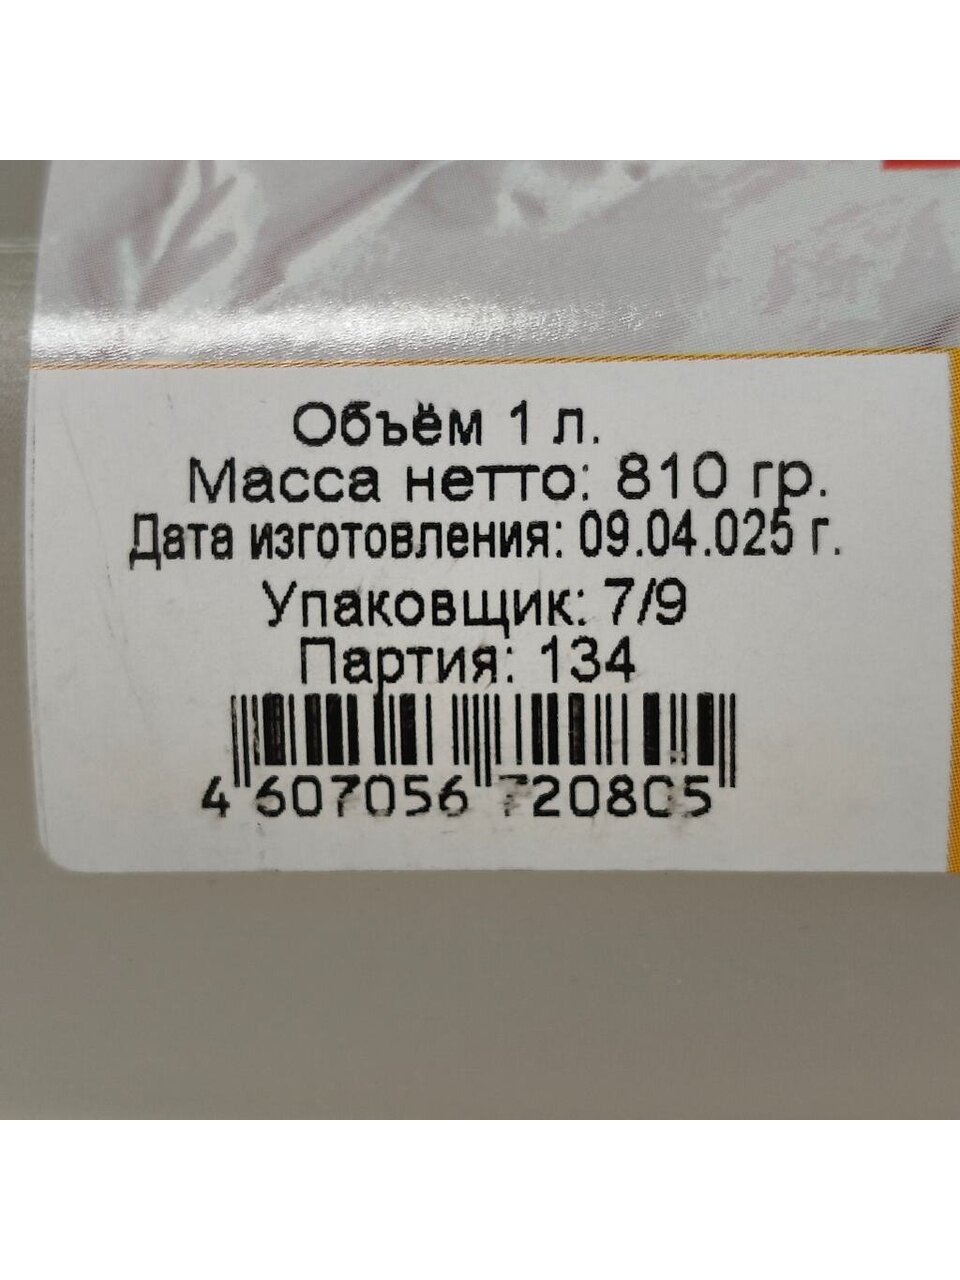 Объём 1 л.
Масса нетто: 810 гр.
Дата изготовления: 09.04.025 г.
Упаковщик: 7/9
Партия: 134
4 607056 720805